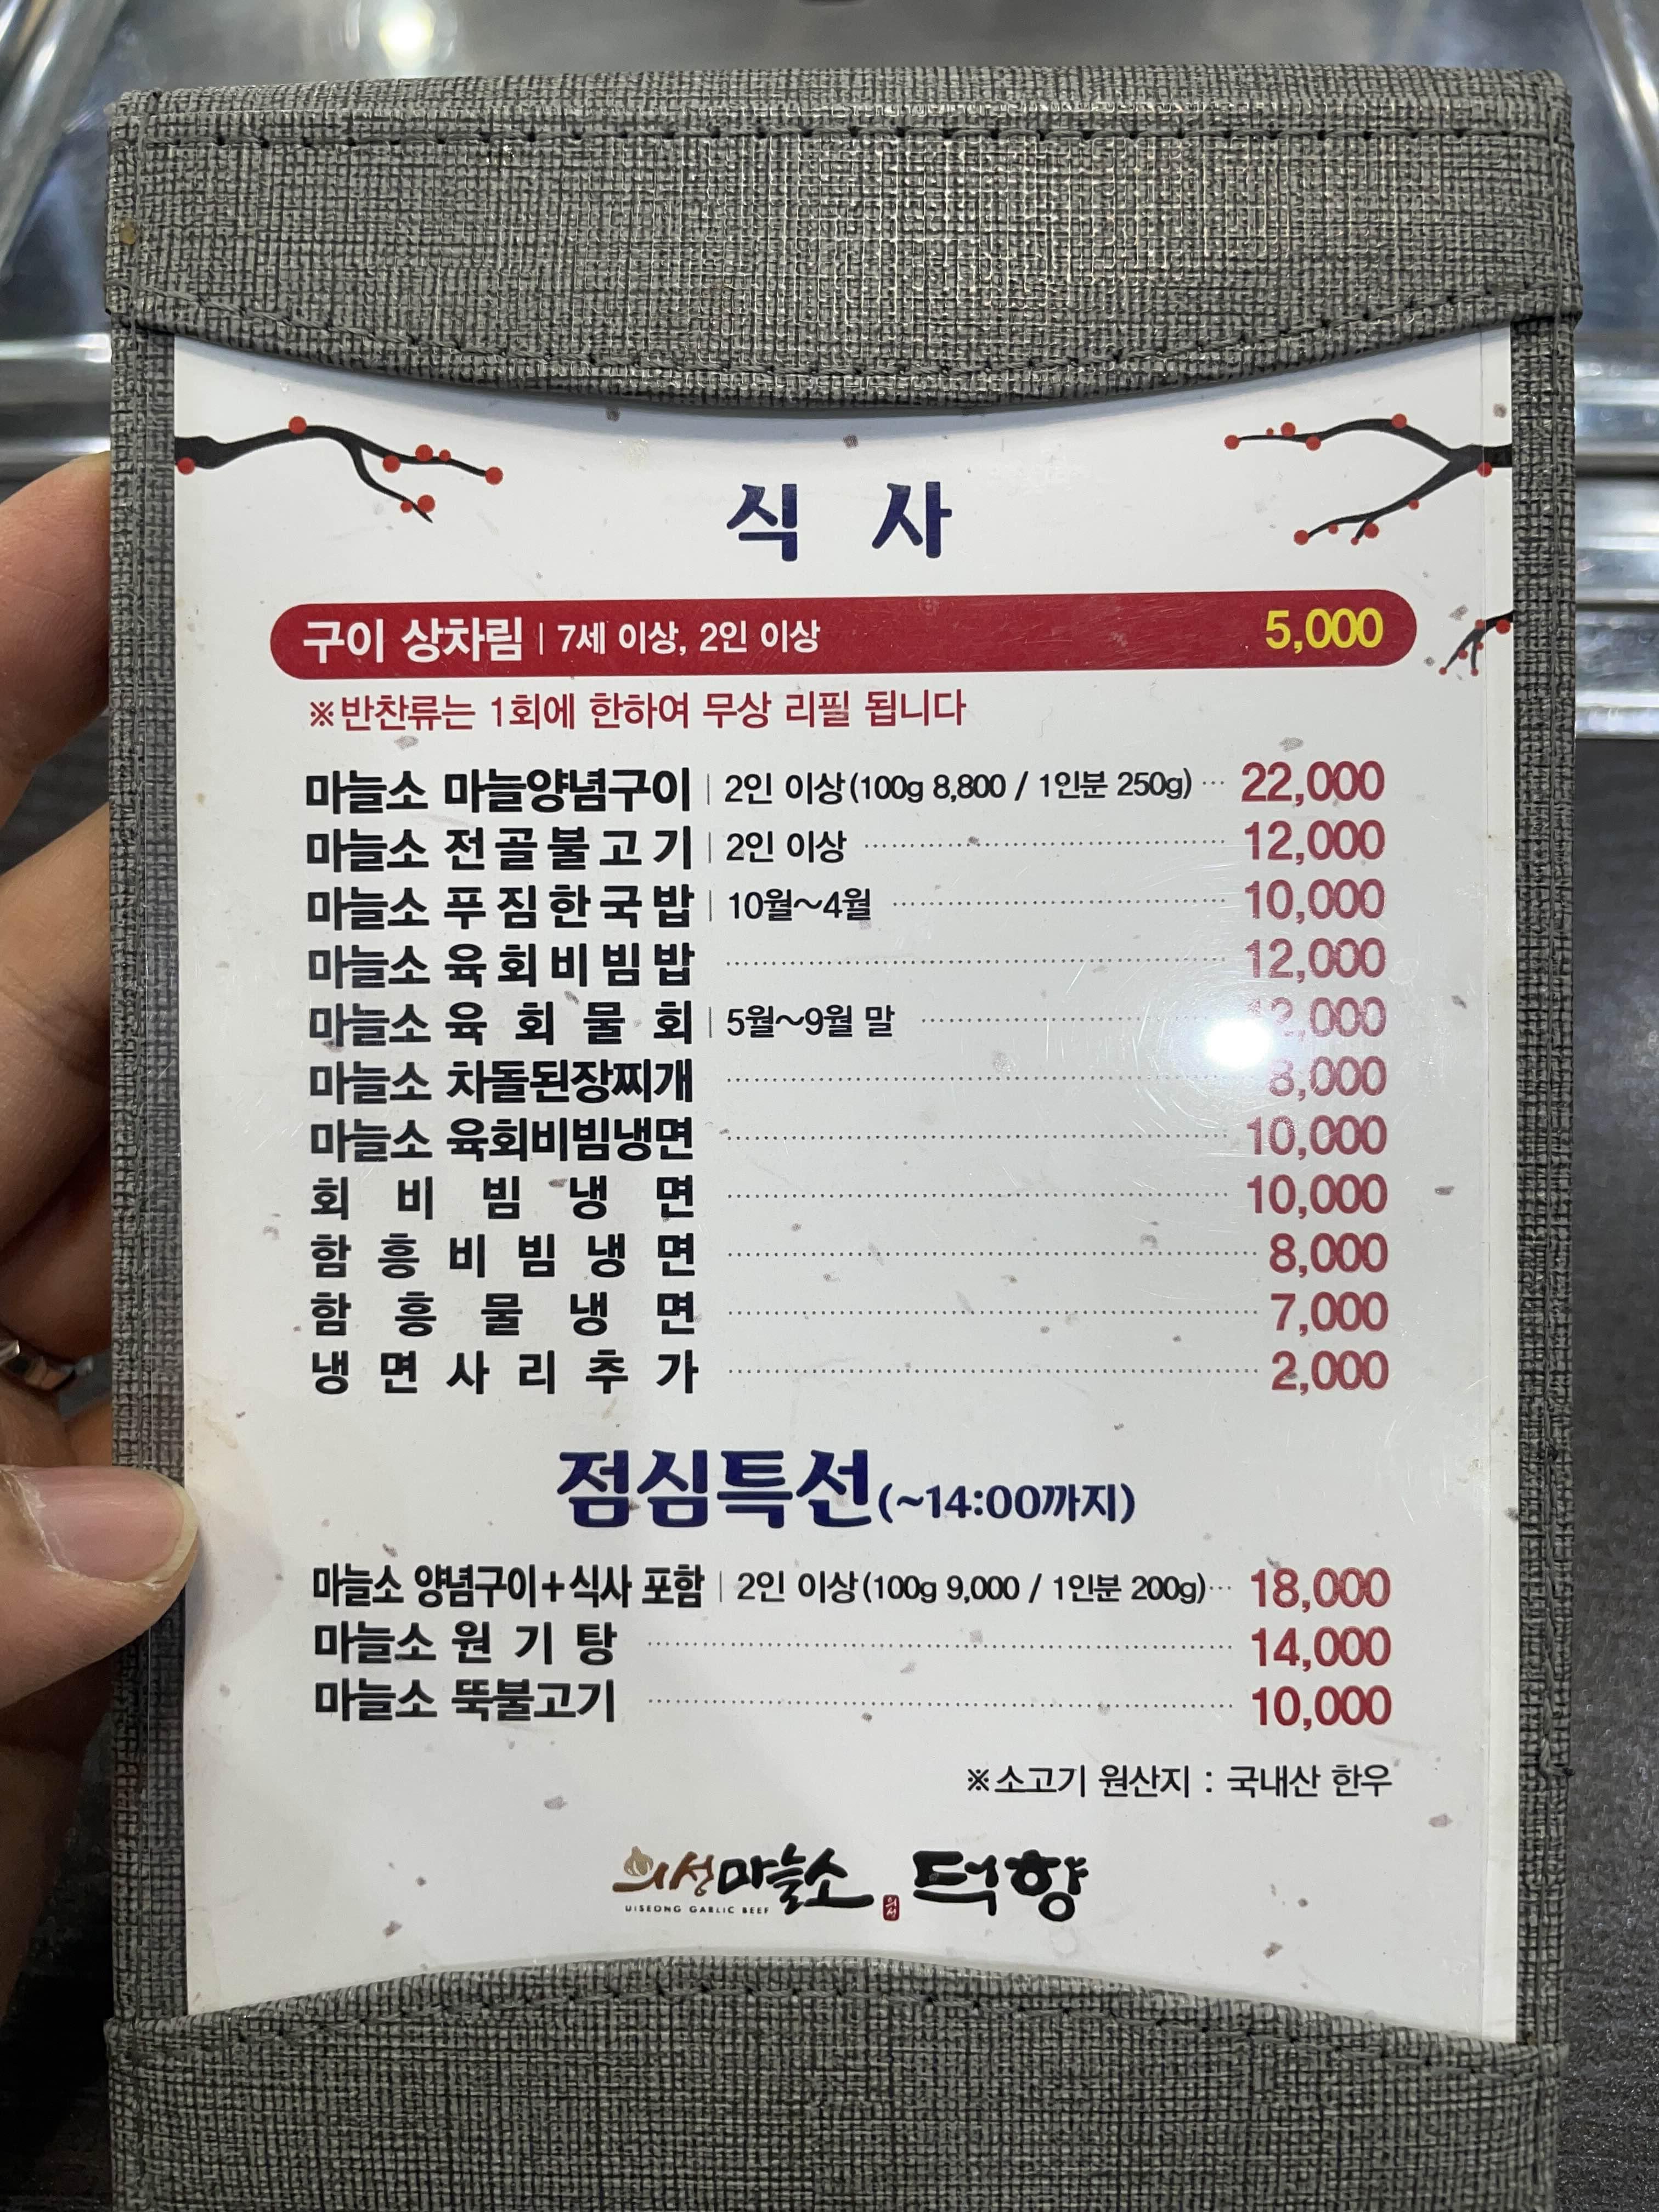 식 사
구이 상차림 | 7세 이상, 2인 이상 5,000
※반찬류는 1회에 한하여 무상 리필 됩니다
마늘소 마늘양념구이 | 2인 이상(100g 8,800 / 1인분 250g) ··· 22,000
마늘소 전골불고기 | 2인 이상 12,000
마늘소 푸짐한국밥 | 10월~4월 10,000
마늘소 육회비빔밥 12,000
마늘소 육회물회 | 5월~9월 말 12,000
마늘소 차돌된장찌개 8,000
마늘소 육회비빔냉면 10,000
회비빔냉면 10,000
함흥비빔냉면 8,000
함흥물냉면 7,000
냉면사리추가 2,000
점심특선(~14:00까지)
마늘소 양념구이+식사 포함 | 2인 이상(100g 9,000 / 1인분 200g)··· 18,000
마늘소 원기탕 14,000
마늘소 뚝불고기 10,000
※소고기 원산지 : 국내산 한우
의성마늘소 의성 덕향
UISEONG GARLIC BEEF